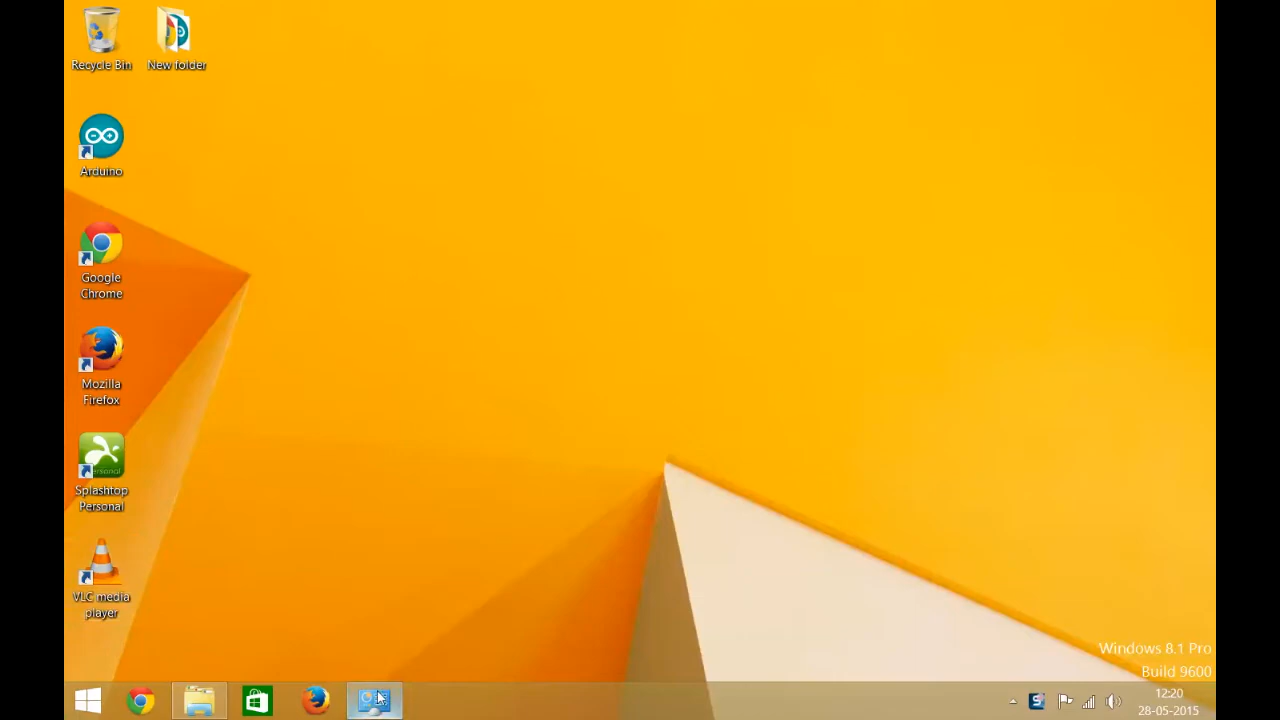 Recycle Bin
New folder
Arduino
Google
Chrome
Mozilla
Firefox
Personal
Splashtop
Personal
VLC media
player
Windows 8.1 Pro
Build 9600
12:20
28-05-2015